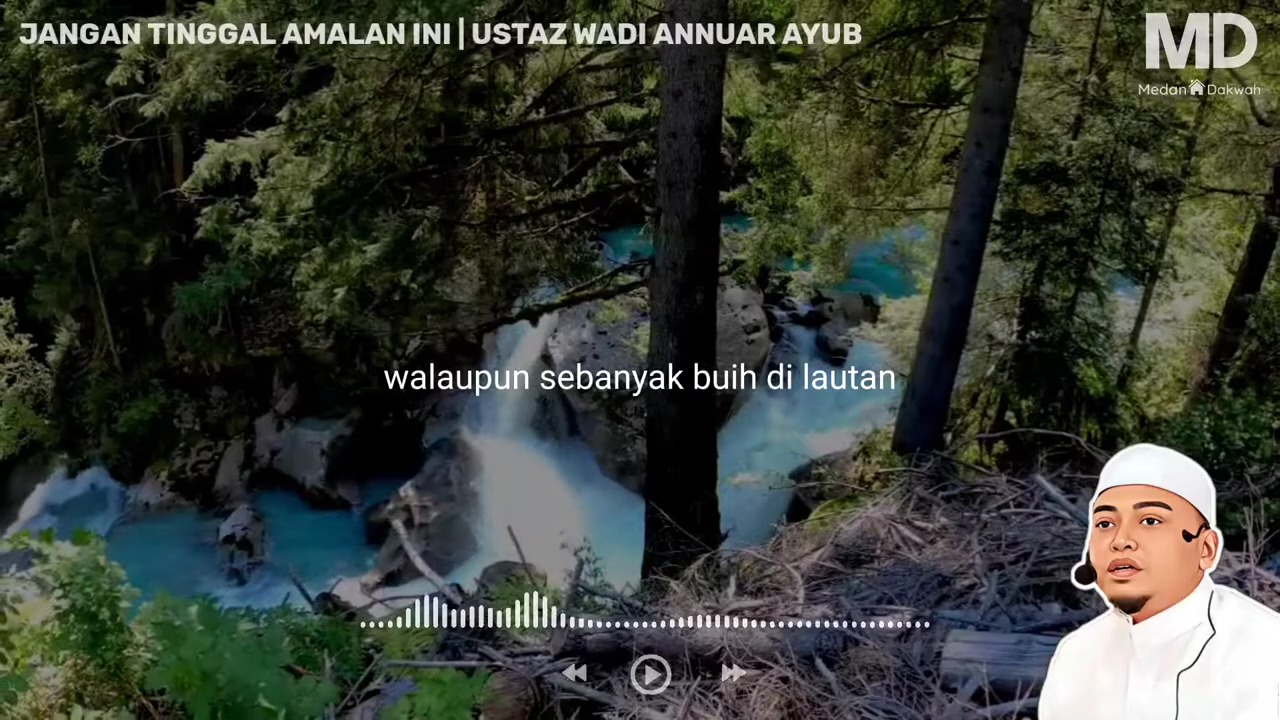 JANGAN TINGGAL AMALAN INI | USTAZ WADI ANNUAR AYUB
MD
Medan Dakwah
walaupun sebanyak buih di lautan